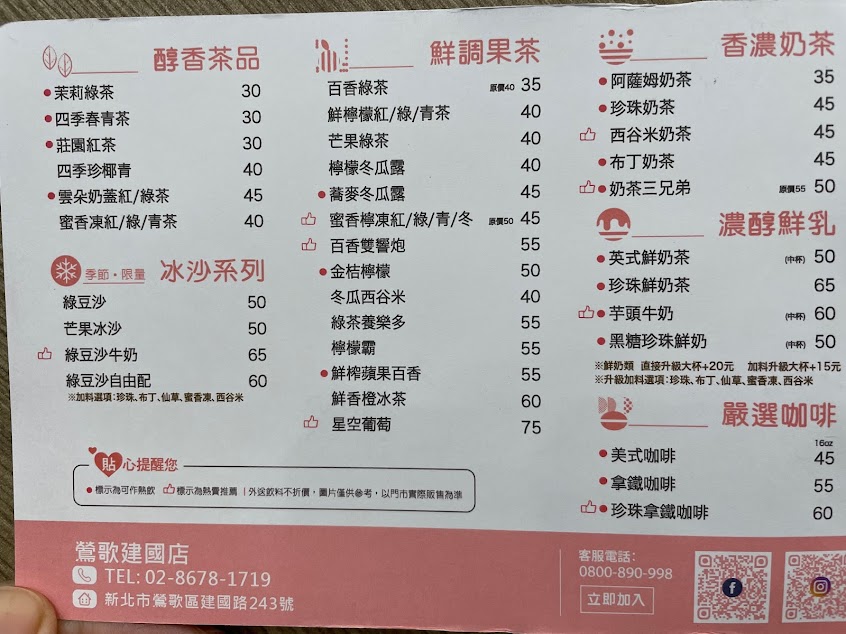 醇香茶品
●茉莉綠茶 30
●四季春青茶 30
●莊園紅茶 30
四季珍椰青 40
●雲朵奶蓋紅/綠茶 45
蜜香凍紅/綠/青茶 40
季節・限量 冰沙系列
綠豆沙 50
芒果冰沙 50
綠豆沙牛奶 65
綠豆沙自由配 60
※加料選項:珍珠、布丁、仙草、蜜香凍、西谷米
鮮調果茶
百香綠茶 原價40 35
鮮檸檬紅/綠/青茶 40
芒果綠茶 40
檸檬冬瓜露 40
●蕎麥冬瓜露 45
蜜香檸凍紅/綠/青/冬 原價50 45
百香雙響炮 55
●金桔檸檬 50
冬瓜西谷米 40
綠茶養樂多 55
檸檬霸 55
●鮮榨蘋果百香 55
鮮香橙冰茶 60
星空葡萄 75
香濃奶茶
●阿薩姆奶茶 35
●珍珠奶茶 45
西谷米奶茶 45
●布丁奶茶 45
●奶茶三兄弟 原價55 50
濃醇鮮乳
●英式鮮奶茶 (中杯) 50
●珍珠鮮奶茶 65
●芋頭牛奶 (中杯) 60
●黑糖珍珠鮮奶 (中杯) 50
※鮮奶類 直接升級大杯+20元 加料升級大杯+15元
※升級加料選項:珍珠、布丁、仙草、蜜香凍、西谷米
嚴選咖啡
16oz
●美式咖啡 45
●拿鐵咖啡 55
●珍珠拿鐵咖啡 60
貼心提醒您
●標示為可作熱飲 標示為熱賣推薦 | 外送飲料不折價,圖片僅供參考,以門市實際販售為準
鶯歌建國店
TEL: 02-8678-1719
新北市鶯歌區建國路243號
客服電話:
0800-890-998
立即加入